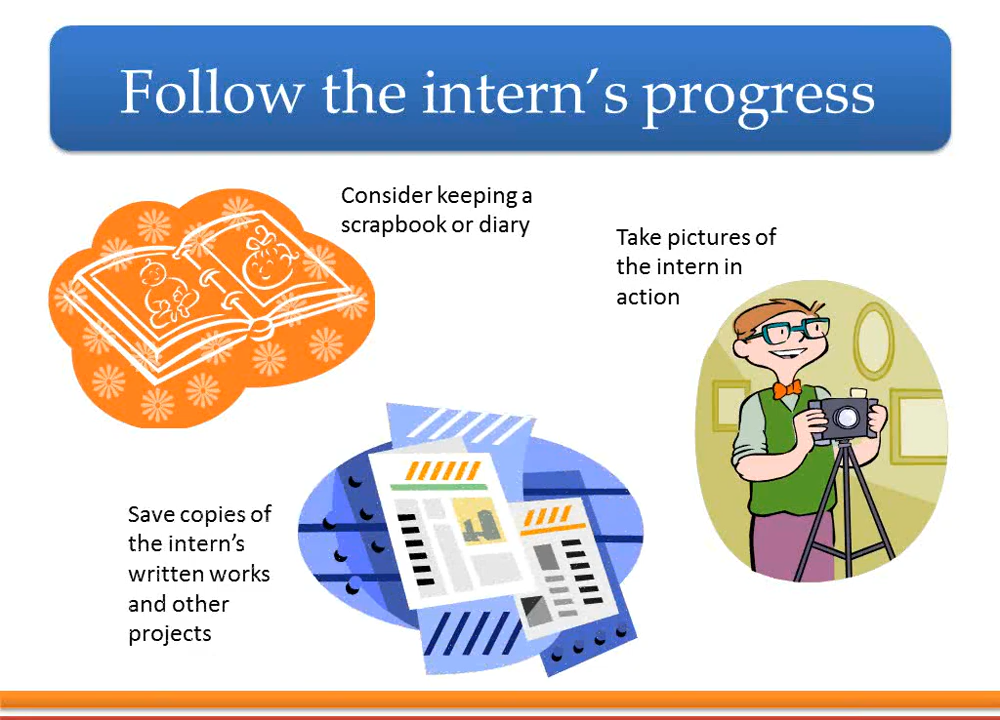 Follow the intern’s progress
Consider keeping a
scrapbook or diary
Take pictures of
the intern in
action
Save copies of
the intern’s
written works
and other
projects